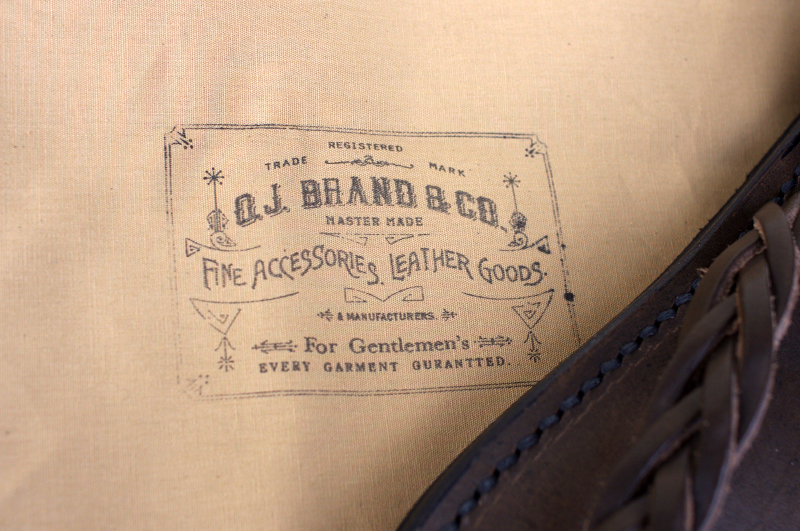 REGISTERED
TRADE MARK
O.J. BRAND & CO.
MASTER MADE
FINE ACCESSORIES, LEATHER GOODS.
& MANUFACTURERS.
For Gentlemen's
EVERY GARMENT GURANTTED.